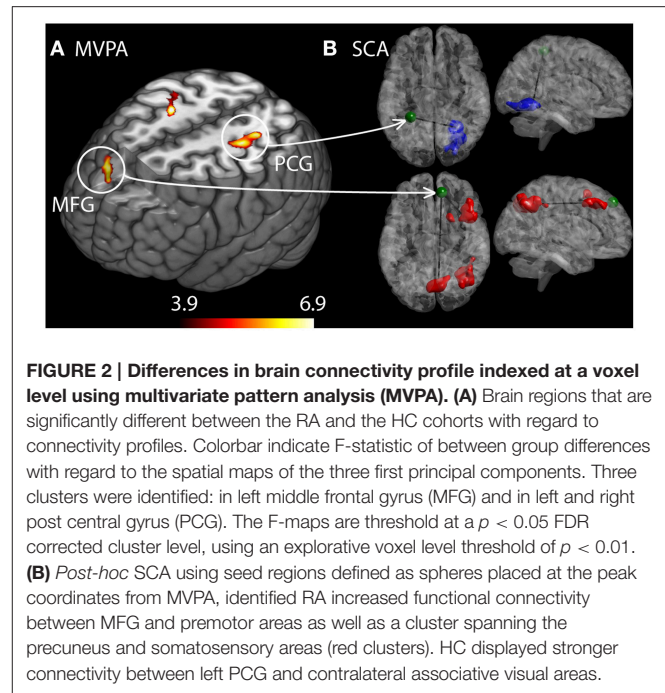 A MVPA
B SCA
PCG
MFG
3.9 6.9
FIGURE 2 | Differences in brain connectivity profile indexed at a voxel
level using multivariate pattern analysis (MVPA). (A) Brain regions that are
significantly different between the RA and the HC cohorts with regard to
connectivity profiles. Colorbar indicate F-statistic of between group differences
with regard to the spatial maps of the three first principal components. Three
clusters were identified: in left middle frontal gyrus (MFG) and in left and right
post central gyrus (PCG). The F-maps are threshold at a p < 0.05 FDR
corrected cluster level, using an explorative voxel level threshold of p < 0.01.
(B) Post-hoc SCA using seed regions defined as spheres placed at the peak
coordinates from MVPA, identified RA increased functional connectivity
between MFG and premotor areas as well as a cluster spanning the
precuneus and somatosensory areas (red clusters). HC displayed stronger
connectivity between left PCG and contralateral associative visual areas.